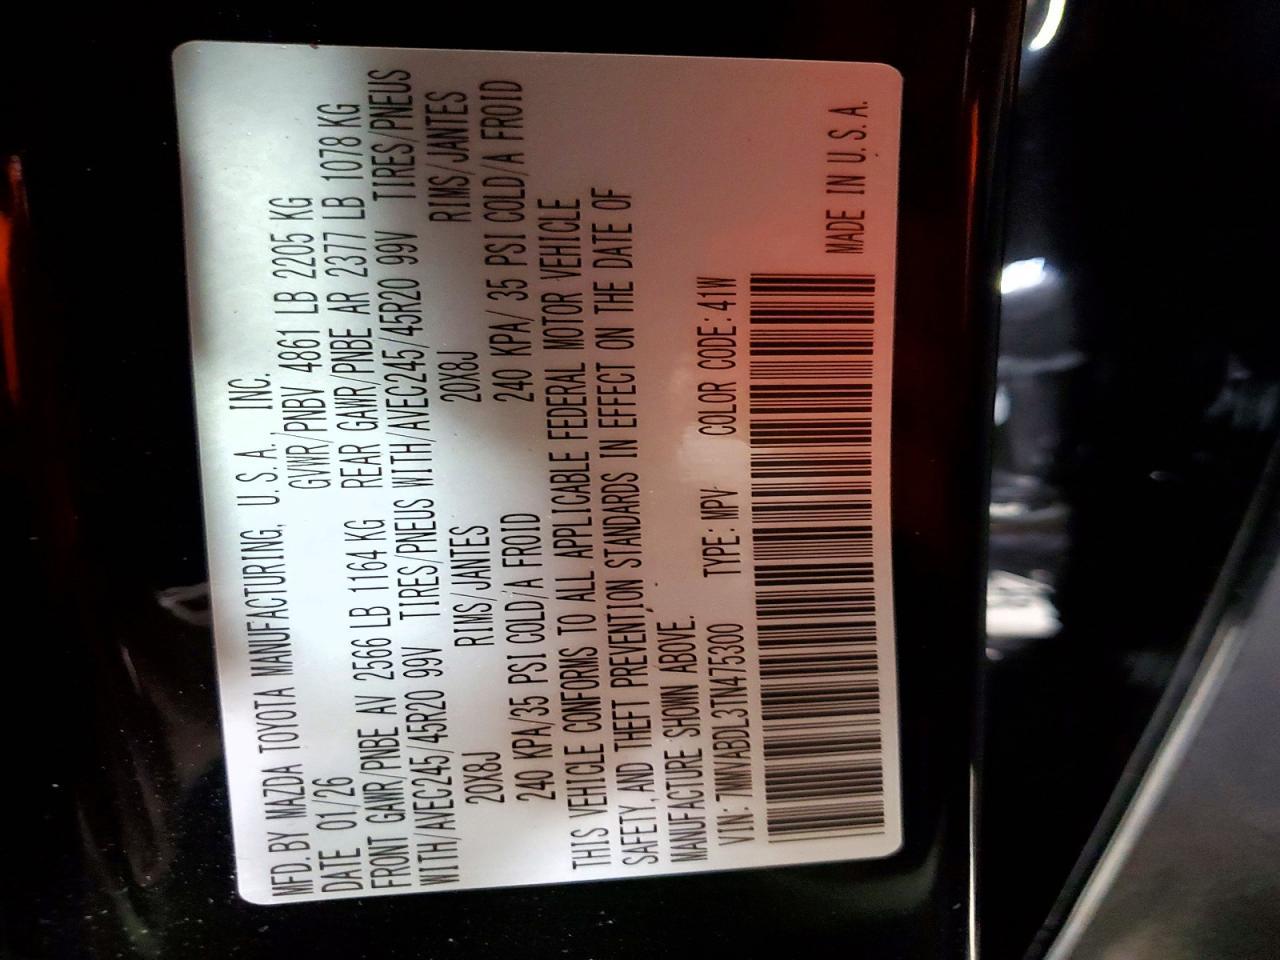 MFD. BY MAZDA TOYOTA MANUFACTURING, U.S.A., INC.
DATE 01/26 GVWR/PNBV 4861 LB 2205 KG
FRONT GAWR/PNBE AV 2566 LB 1164 KG REAR GAWR/PNBE AR 2377 LB 1078 KG
WITH/AVEC245/45R20 99V TIRES/PNEUS WITH/AVEC245/45R20 99V TIRES/PNEUS
20X8J RIMS/JANTES 20X8J RIMS/JANTES
240 KPA/35 PSI COLD/A FROID 240 KPA/ 35 PSI COLD/A FROID
THIS VEHICLE CONFORMS TO ALL APPLICABLE FEDERAL MOTOR VEHICLE
SAFETY, AND THEFT PREVENTION STANDARDS IN EFFECT ON THE DATE OF
MANUFACTURE SHOWN ABOVE.
VIN: 7MMVABDL3TN475300 TYPE: MPV COLOR CODE: 41W
MADE IN U.S.A.